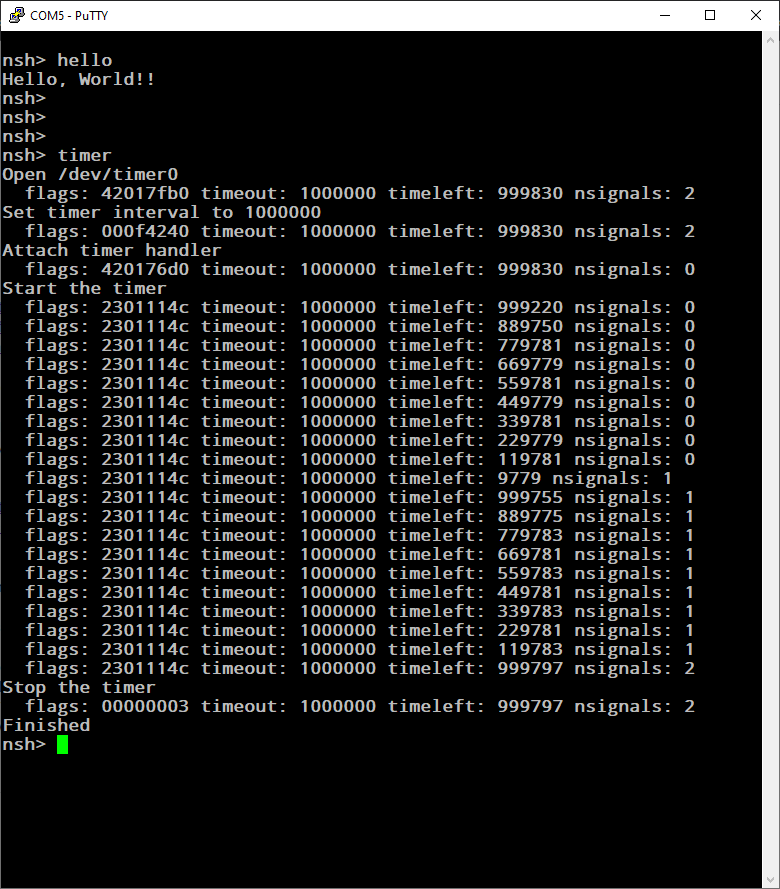 COM5 - PuTTY
nsh> hello
Hello, World!!
nsh>
nsh>
nsh>
nsh> timer
Open /dev/timer0
  flags: 42017fb0 timeout: 1000000 timeleft: 999830 nsignals: 2
Set timer interval to 1000000
  flags: 000f4240 timeout: 1000000 timeleft: 999830 nsignals: 2
Attach timer handler
  flags: 420176d0 timeout: 1000000 timeleft: 999830 nsignals: 0
Start the timer
  flags: 2301114c timeout: 1000000 timeleft: 999220 nsignals: 0
  flags: 2301114c timeout: 1000000 timeleft: 889750 nsignals: 0
  flags: 2301114c timeout: 1000000 timeleft: 779781 nsignals: 0
  flags: 2301114c timeout: 1000000 timeleft: 669779 nsignals: 0
  flags: 2301114c timeout: 1000000 timeleft: 559781 nsignals: 0
  flags: 2301114c timeout: 1000000 timeleft: 449779 nsignals: 0
  flags: 2301114c timeout: 1000000 timeleft: 339781 nsignals: 0
  flags: 2301114c timeout: 1000000 timeleft: 229779 nsignals: 0
  flags: 2301114c timeout: 1000000 timeleft: 119781 nsignals: 0
  flags: 2301114c timeout: 1000000 timeleft: 9779 nsignals: 1
  flags: 2301114c timeout: 1000000 timeleft: 999755 nsignals: 1
  flags: 2301114c timeout: 1000000 timeleft: 889775 nsignals: 1
  flags: 2301114c timeout: 1000000 timeleft: 779783 nsignals: 1
  flags: 2301114c timeout: 1000000 timeleft: 669781 nsignals: 1
  flags: 2301114c timeout: 1000000 timeleft: 559783 nsignals: 1
  flags: 2301114c timeout: 1000000 timeleft: 449781 nsignals: 1
  flags: 2301114c timeout: 1000000 timeleft: 339783 nsignals: 1
  flags: 2301114c timeout: 1000000 timeleft: 229781 nsignals: 1
  flags: 2301114c timeout: 1000000 timeleft: 119783 nsignals: 1
  flags: 2301114c timeout: 1000000 timeleft: 999797 nsignals: 2
Stop the timer
  flags: 00000003 timeout: 1000000 timeleft: 999797 nsignals: 2
Finished
nsh>